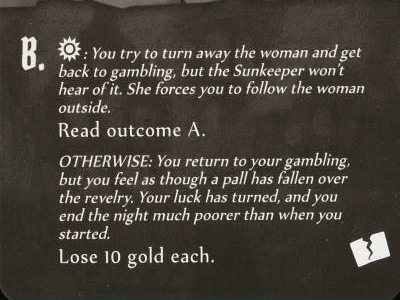 B. : You try to turn away the woman and get
back to gambling, but the Sunkeeper won't
hear of it. She forces you to follow the woman
outside.
Read outcome A.
OTHERWISE: You return to your gambling,
but you feel as though a pall has fallen over
the revelry. Your luck has turned, and you
end the night much poorer than when you
started.
Lose 10 gold each.